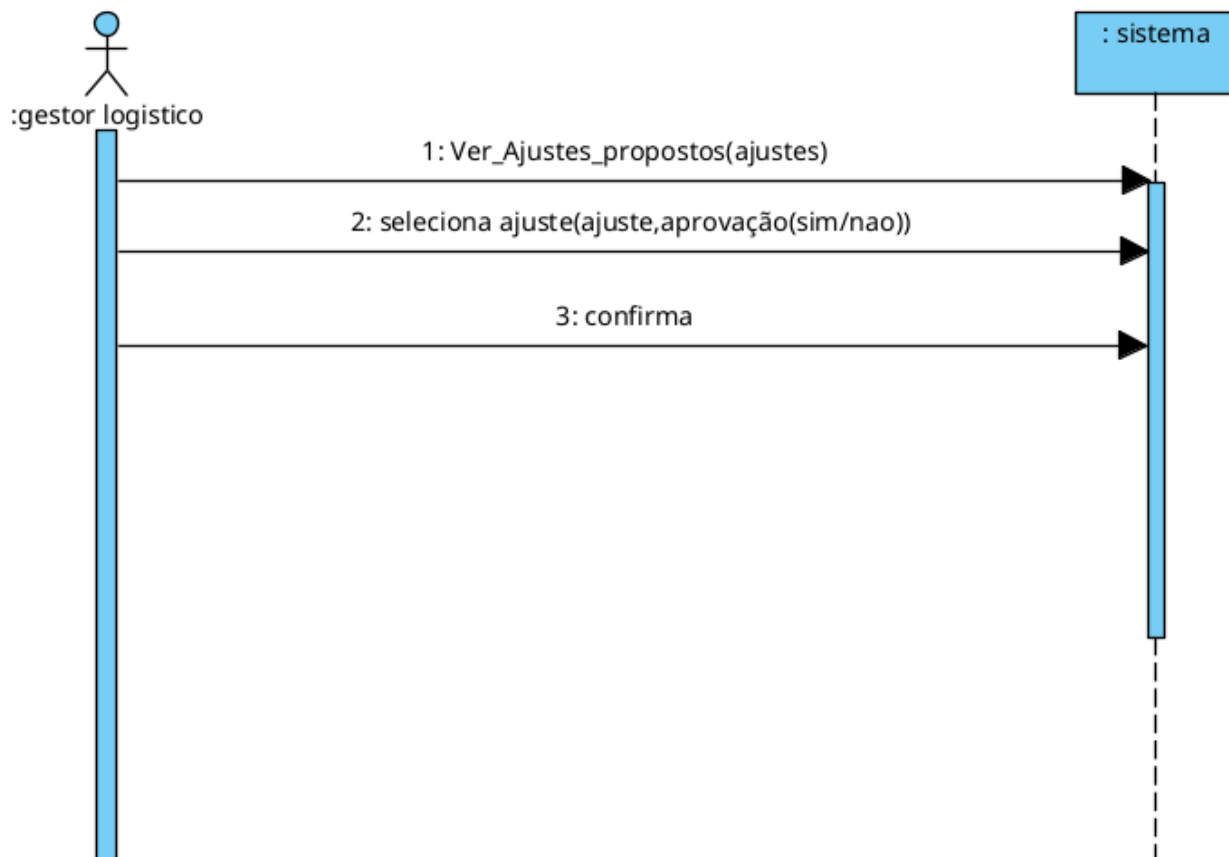 : sistema
:gestor logistico
1: Ver_Ajustes_propostos(ajustes)
2: seleciona ajuste(ajuste,aprovação(sim/nao))
3: confirma